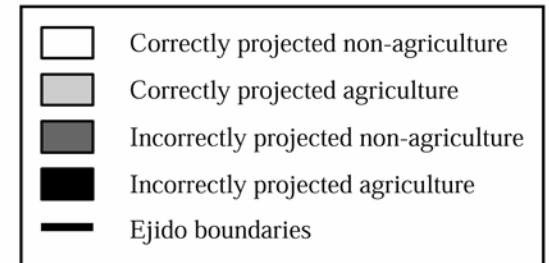 Correctly projected non-agriculture
Correctly projected agriculture
Incorrectly projected non-agriculture
Incorrectly projected agriculture
Ejido boundaries